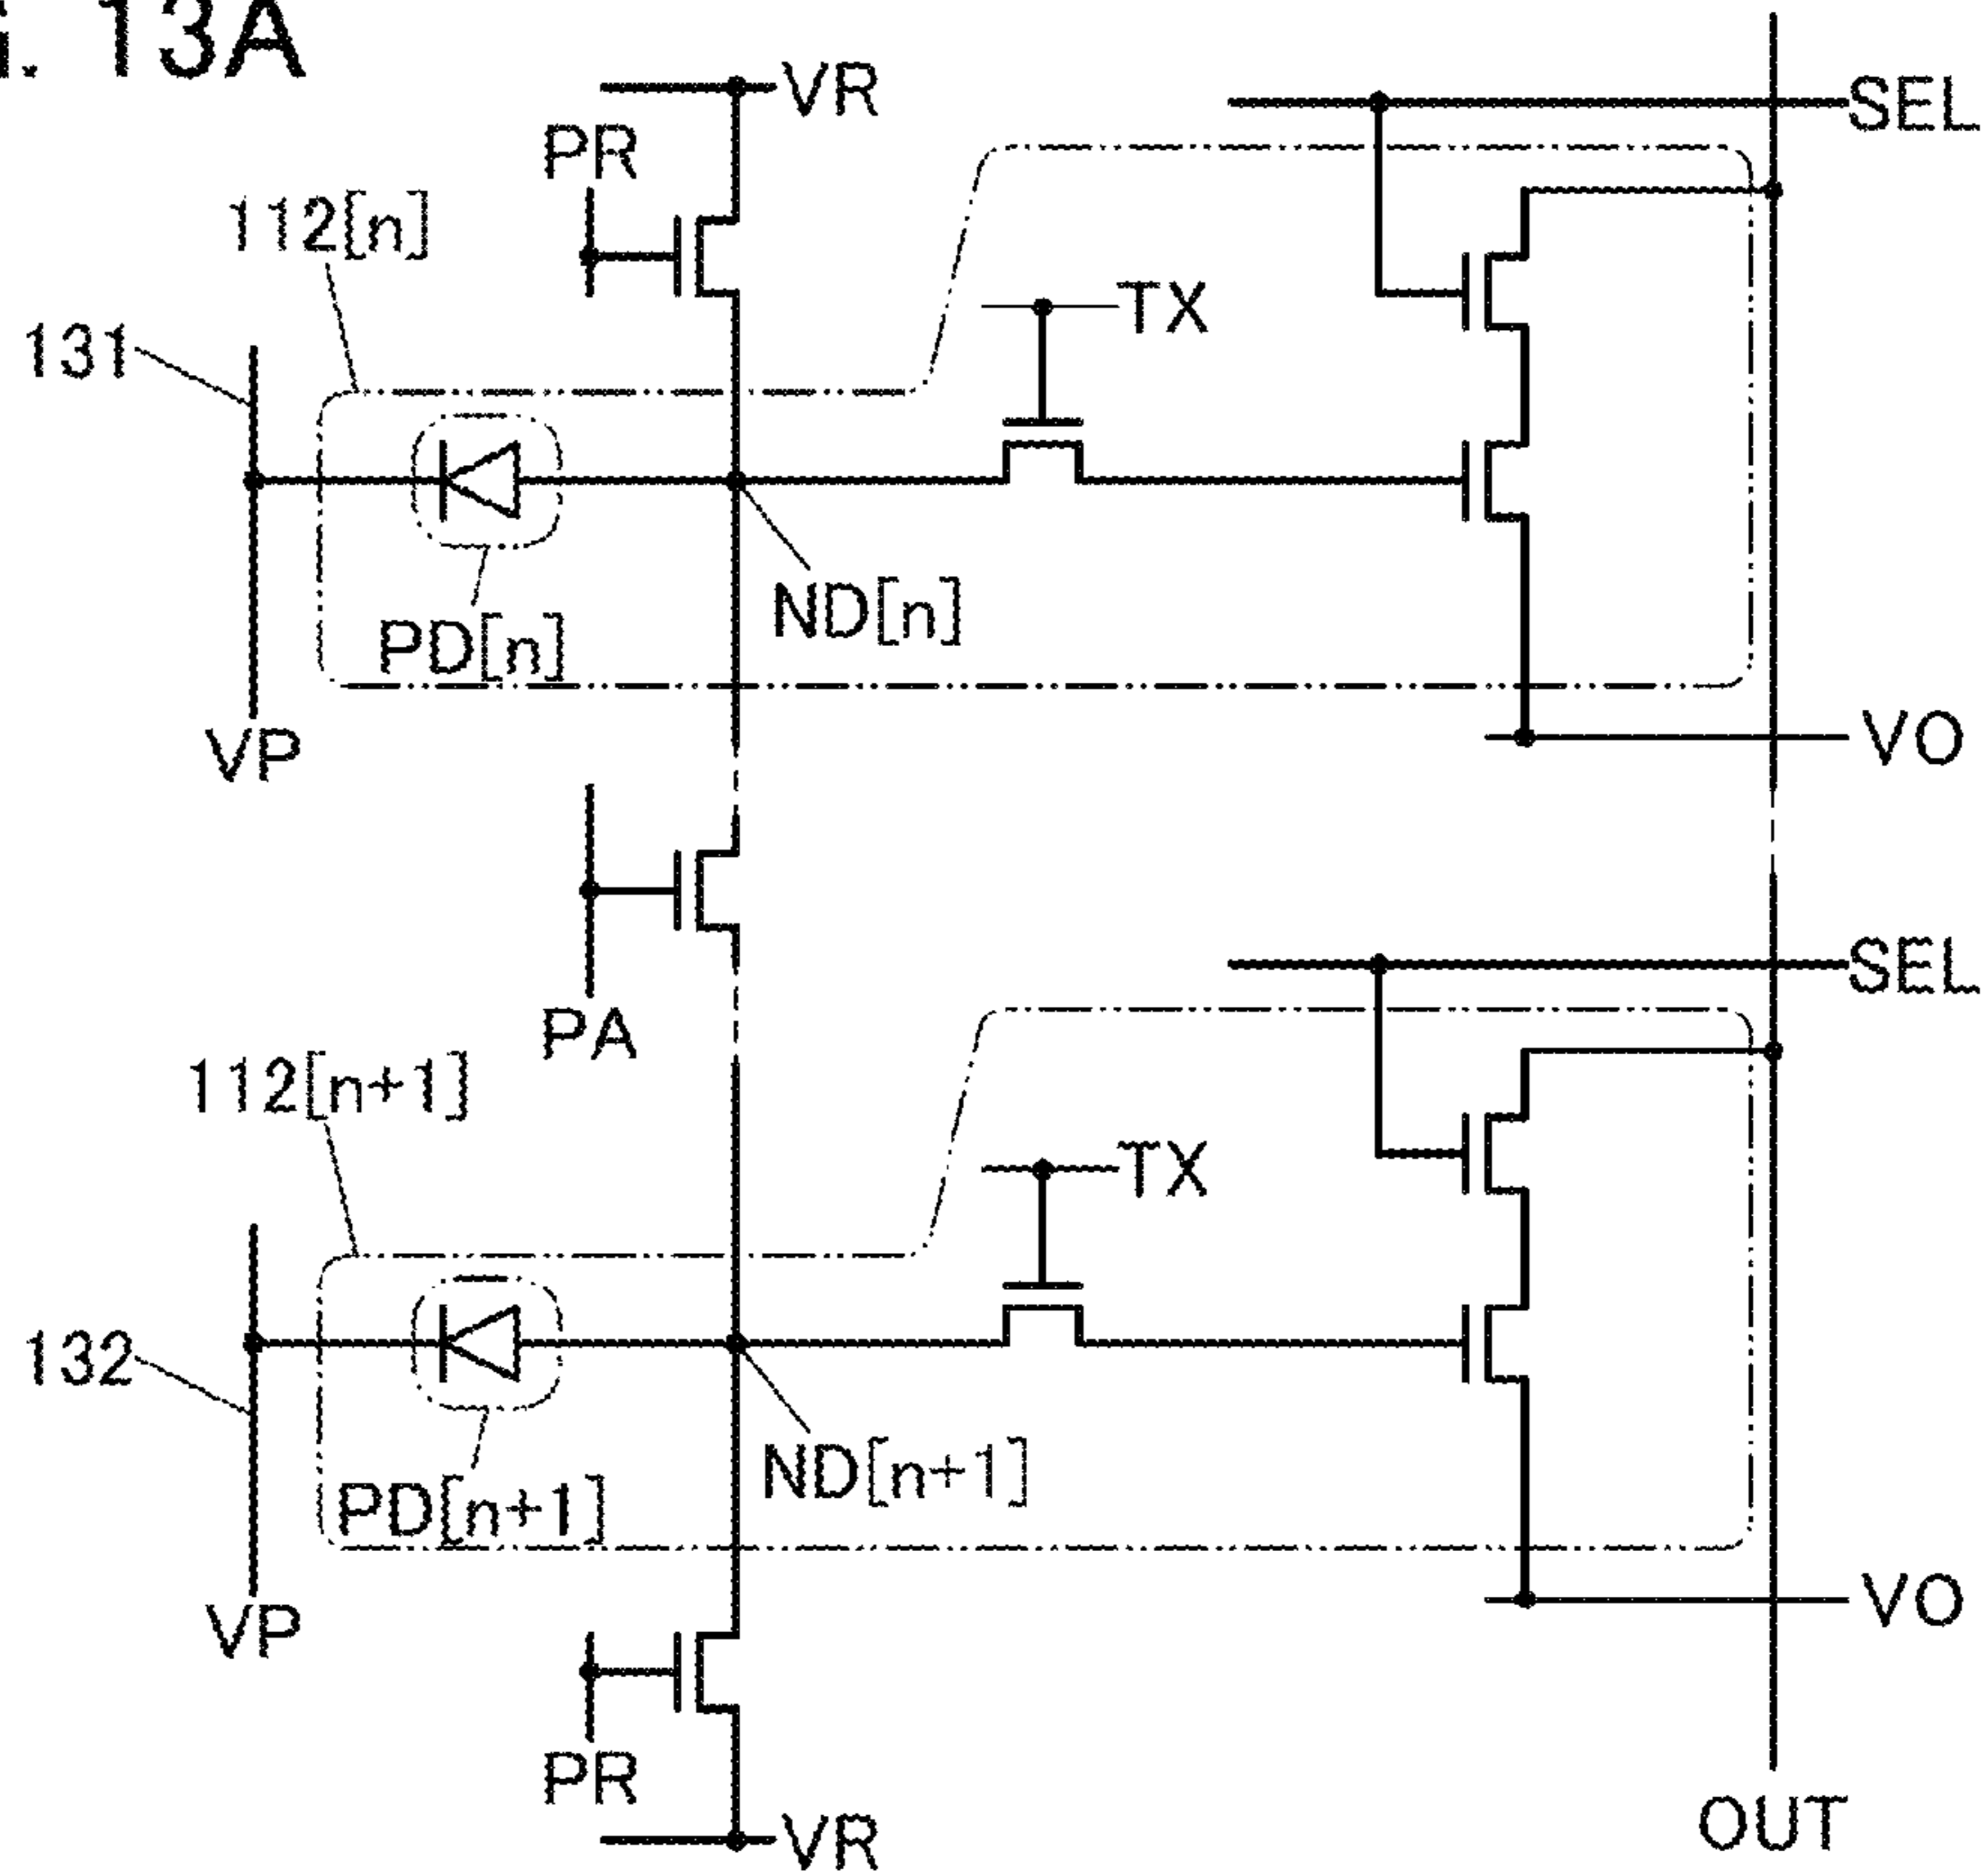 13A
VR
SEL
PR
112[n]
TX
131
ND[n]
PD[n]
VP
VO
SEL
PA
112[n+1]
TX
132
ND[n+1]
PD[n+1]
VP
VO
PR
OUT
VR